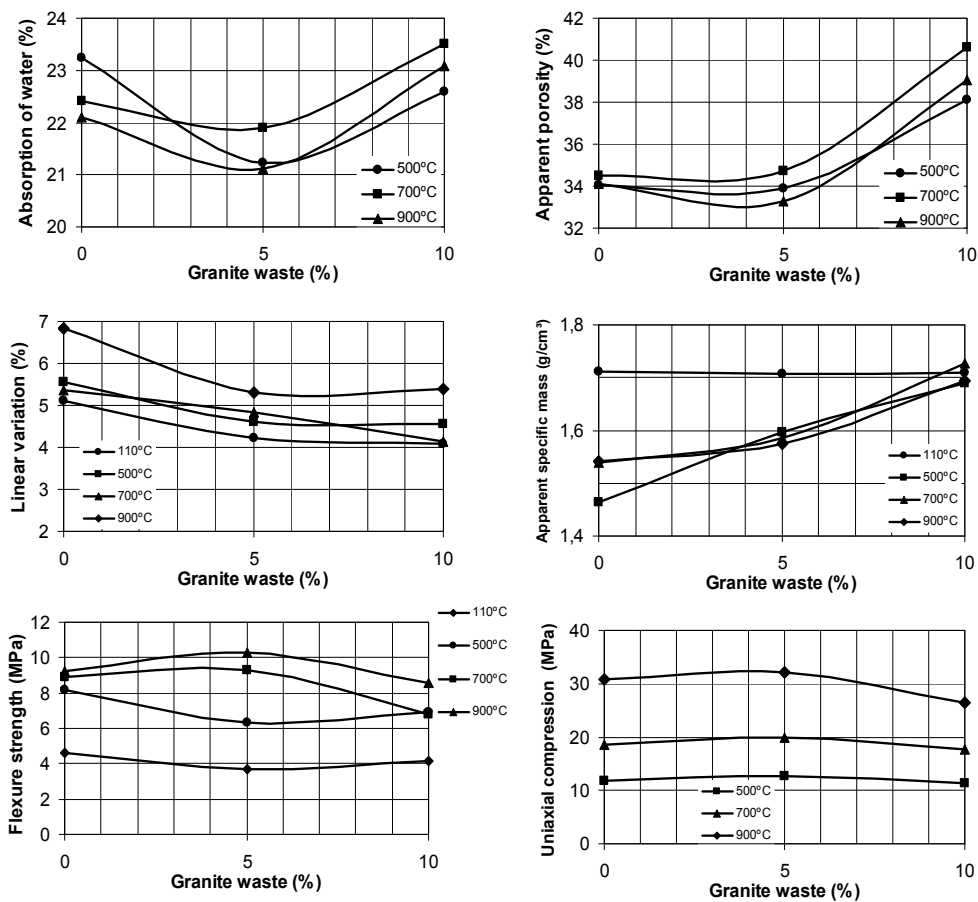 Absorption of water (%)
24
23
22
21
20
0
5
10
Granite waste (%)
500ºC
700ºC
900ºC
Apparent porosity (%)
42
40
38
36
34
32
0
5
10
Granite waste (%)
500ºC
700ºC
900ºC
Linear variation (%)
7
6
5
4
3
2
0
5
10
Granite waste (%)
110ºC
500ºC
700ºC
900ºC
Apparent specific mass (g/cm³)
1,8
1,6
1,4
0
5
10
Granite waste (%)
110ºC
500ºC
700ºC
900ºC
Flexure strength (MPa)
12
10
8
6
4
2
0
0
5
10
Granite waste (%)
110ºC
500ºC
700ºC
900ºC
Uniaxial compression (MPa)
40
30
20
10
0
0
5
10
Granite waste (%)
500ºC
700ºC
900ºC